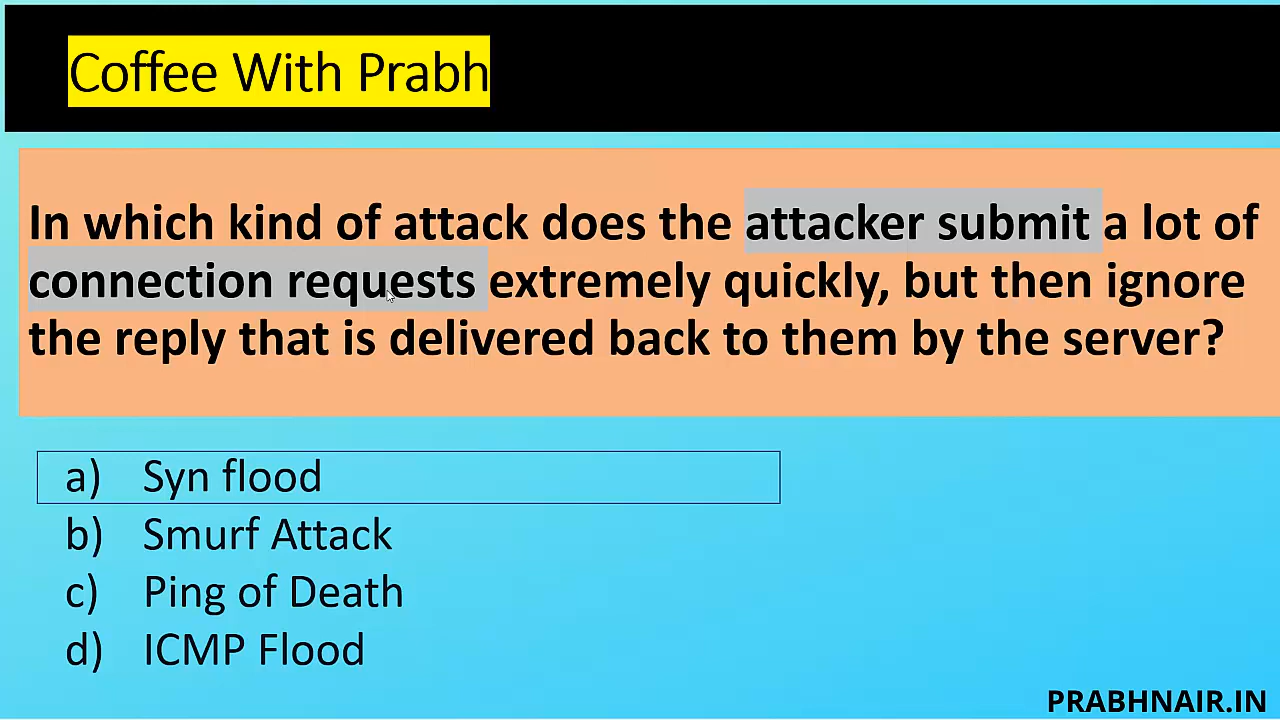 Coffee With Prabh
In which kind of attack does the attacker submit a lot of
connection requests extremely quickly, but then ignore
the reply that is delivered back to them by the server?
a) Syn flood
b) Smurf Attack
c) Ping of Death
d) ICMP Flood
PRABHNAIR.IN